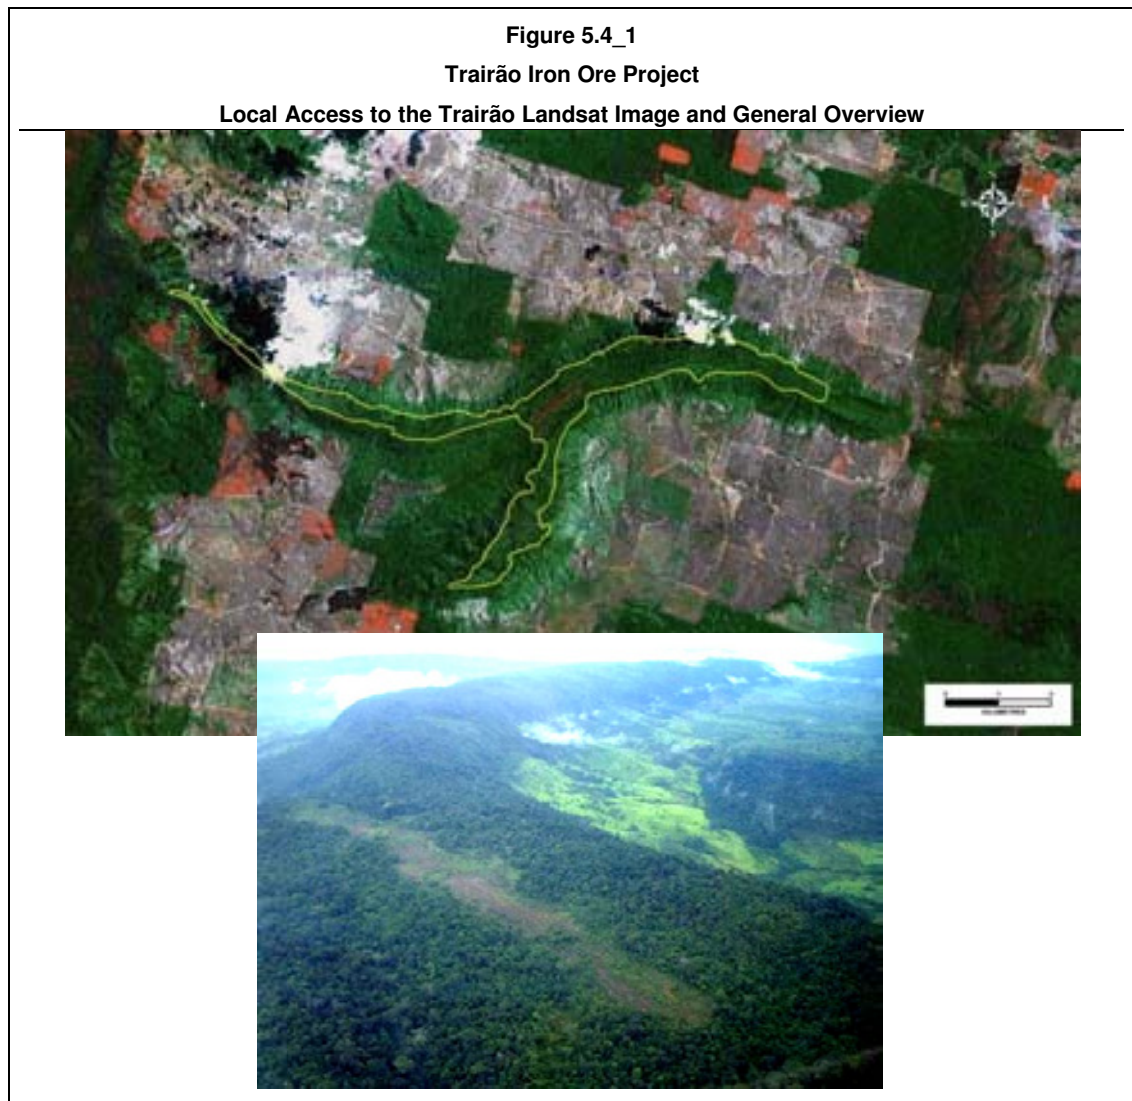 Figure 5.4_1
Trairão Iron Ore Project
Local Access to the Trairão Landsat Image and General Overview